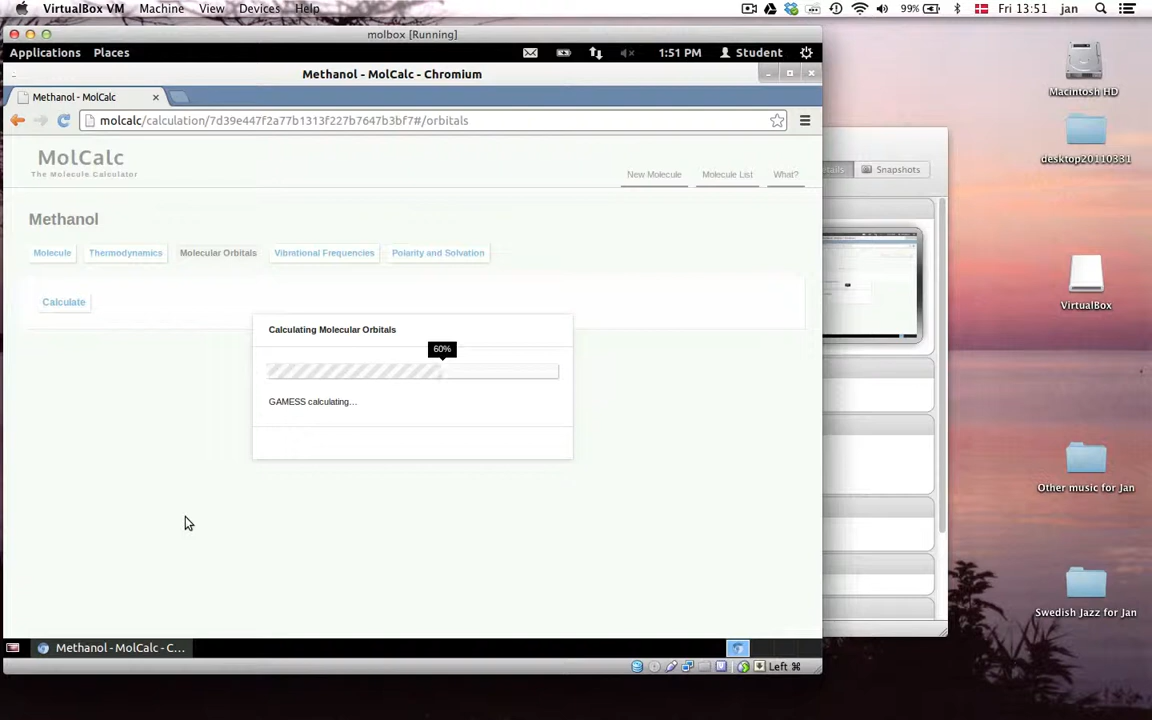 VirtualBox VM Machine View Devices Help 99% Fri 13:51 jan
molbox [Running]
Applications Places 1:51 PM Student
Methanol - MolCalc - Chromium
Methanol - MolCalc
molcalc/calculation/7d39e447f2a77b1313f227b7647b3bf7#/orbitals
MolCalc
The Molecule Calculator
New Molecule Molecule List What?
Methanol
Molecule Thermodynamics Molecular Orbitals Vibrational Frequencies Polarity and Solvation
Calculate
Calculating Molecular Orbitals
60%
GAMESS calculating...
Methanol - MolCalc - C...
Left ⌘
Snapshots
Macintosh HD
desktop20110331
VirtualBox
Other music for Jan
Swedish Jazz for Jan